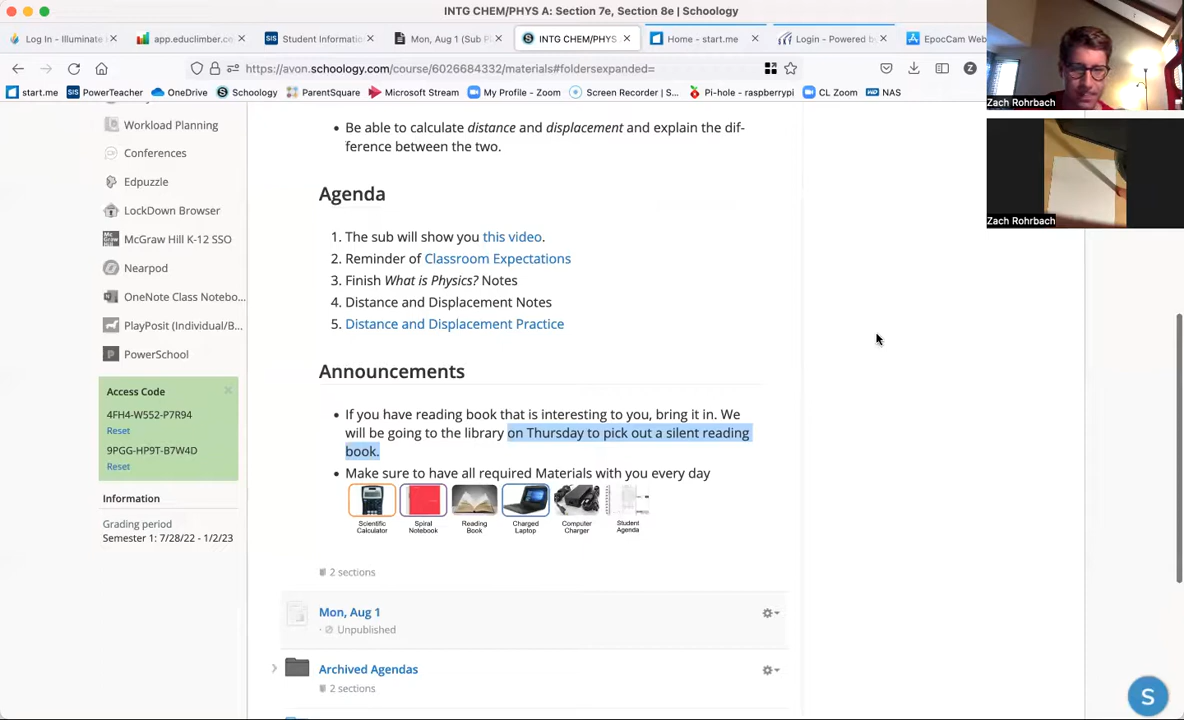 INTG CHEM/PHYS A: Section 7e, Section 8e | Schoology
Log In - Illuminate
app.educlimber.co
Student Informatio
Mon, Aug 1 (Sub P
INTG CHEM/PHYS
Home - start.me
Login - Powered b
EpocCam Web
https://avon.schoology.com/course/6026684332/materials#foldersexpanded=
start.me
PowerTeacher
OneDrive
Schoology
ParentSquare
Microsoft Stream
My Profile - Zoom
Screen Recorder | S...
Pi-hole - raspberrypi
CL Zoom
NAS
Zach Rohrbach
Zach Rohrbach
Workload Planning
Conferences
Edpuzzle
LockDown Browser
McGraw Hill K-12 SSO
Nearpod
OneNote Class Notebo...
PlayPosit (Individual/B...
PowerSchool
Access Code
4FH4-W552-P7R94
Reset
9PGG-HP9T-B7W4D
Reset
Information
Grading period
Semester 1: 7/28/22 - 1/2/23
• Be able to calculate distance and displacement and explain the dif-
ference between the two.
Agenda
1. The sub will show you this video.
2. Reminder of Classroom Expectations
3. Finish What is Physics? Notes
4. Distance and Displacement Notes
5. Distance and Displacement Practice
Announcements
• If you have reading book that is interesting to you, bring it in. We
will be going to the library on Thursday to pick out a silent reading
book.
• Make sure to have all required Materials with you every day
Scientific Calculator
Spiral Notebook
Reading Book
Charged Laptop
Computer Charger
Student Agenda
2 sections
Mon, Aug 1
· Unpublished
Archived Agendas
2 sections
S